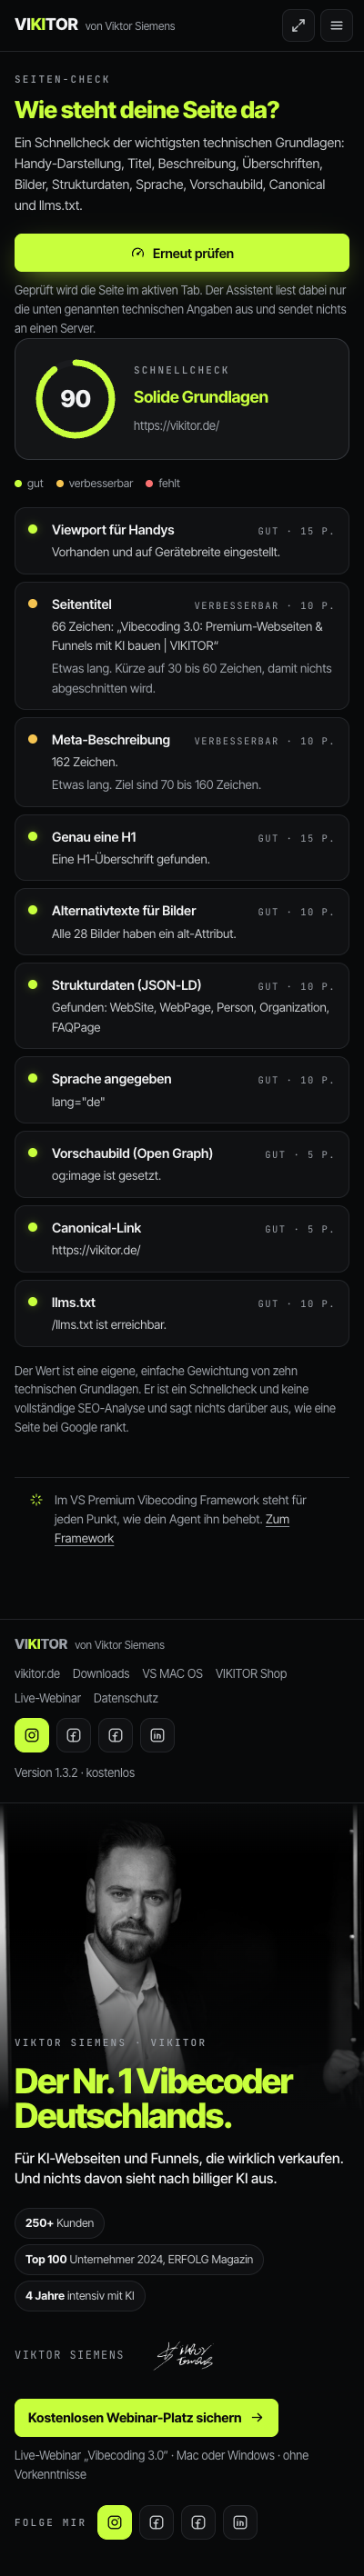 VIKITOR von Viktor Siemens
SEITEN-CHECK
Wie steht deine Seite da?
Ein Schnellcheck der wichtigsten technischen Grundlagen:
Handy-Darstellung, Titel, Beschreibung, Überschriften,
Bilder, Strukturdaten, Sprache, Vorschaubild, Canonical
und llms.txt.
Erneut prüfen
Geprüft wird die Seite im aktiven Tab. Der Assistent liest dabei nur
die unten genannten technischen Angaben aus und sendet nichts
an einen Server.
90
SCHNELLCHECK
Solide Grundlagen
https://vikitor.de/
gut verbesserbar fehlt
Viewport für Handys GUT · 15 P.
Vorhanden und auf Gerätebreite eingestellt.
Seitentitel VERBESSERBAR · 10 P.
66 Zeichen: „Vibecoding 3.0: Premium-Webseiten &
Funnels mit KI bauen | VIKITOR“
Etwas lang. Kürze auf 30 bis 60 Zeichen, damit nichts
abgeschnitten wird.
Meta-Beschreibung VERBESSERBAR · 10 P.
162 Zeichen.
Etwas lang. Ziel sind 70 bis 160 Zeichen.
Genau eine H1 GUT · 15 P.
Eine H1-Überschrift gefunden.
Alternativtexte für Bilder GUT · 10 P.
Alle 28 Bilder haben ein alt-Attribut.
Strukturdaten (JSON-LD) GUT · 10 P.
Gefunden: WebSite, WebPage, Person, Organization,
FAQPage
Sprache angegeben GUT · 10 P.
lang="de"
Vorschaubild (Open Graph) GUT · 5 P.
og:image ist gesetzt.
Canonical-Link GUT · 5 P.
https://vikitor.de/
llms.txt GUT · 10 P.
/llms.txt ist erreichbar.
Der Wert ist eine eigene, einfache Gewichtung von zehn
technischen Grundlagen. Er ist ein Schnellcheck und keine
vollständige SEO-Analyse und sagt nichts darüber aus, wie eine
Seite bei Google rankt.
Im VS Premium Vibecoding Framework steht für
jeden Punkt, wie dein Agent ihn behebt. Zum
Framework
VIKITOR von Viktor Siemens
vikitor.de Downloads VS MAC OS VIKITOR Shop
Live-Webinar Datenschutz
Version 1.3.2 · kostenlos
VIKTOR SIEMENS · VIKITOR
Der Nr. 1 Vibecoder
Deutschlands.
Für KI-Webseiten und Funnels, die wirklich verkaufen.
Und nichts davon sieht nach billiger KI aus.
250+ Kunden
Top 100 Unternehmer 2024, ERFOLG Magazin
4 Jahre intensiv mit KI
VIKTOR SIEMENS
Kostenlosen Webinar-Platz sichern →
Live-Webinar „Vibecoding 3.0“ · Mac oder Windows · ohne
Vorkenntnisse
FOLGE MIR